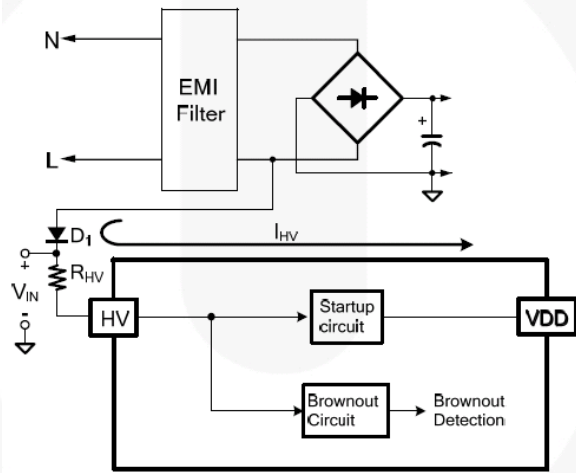 N
EMI
Filter
+
L
D1
IHV
+
RHV
VIN
-
HV
Startup
circuit
VDD
Brownout
Circuit
Brownout
Detection